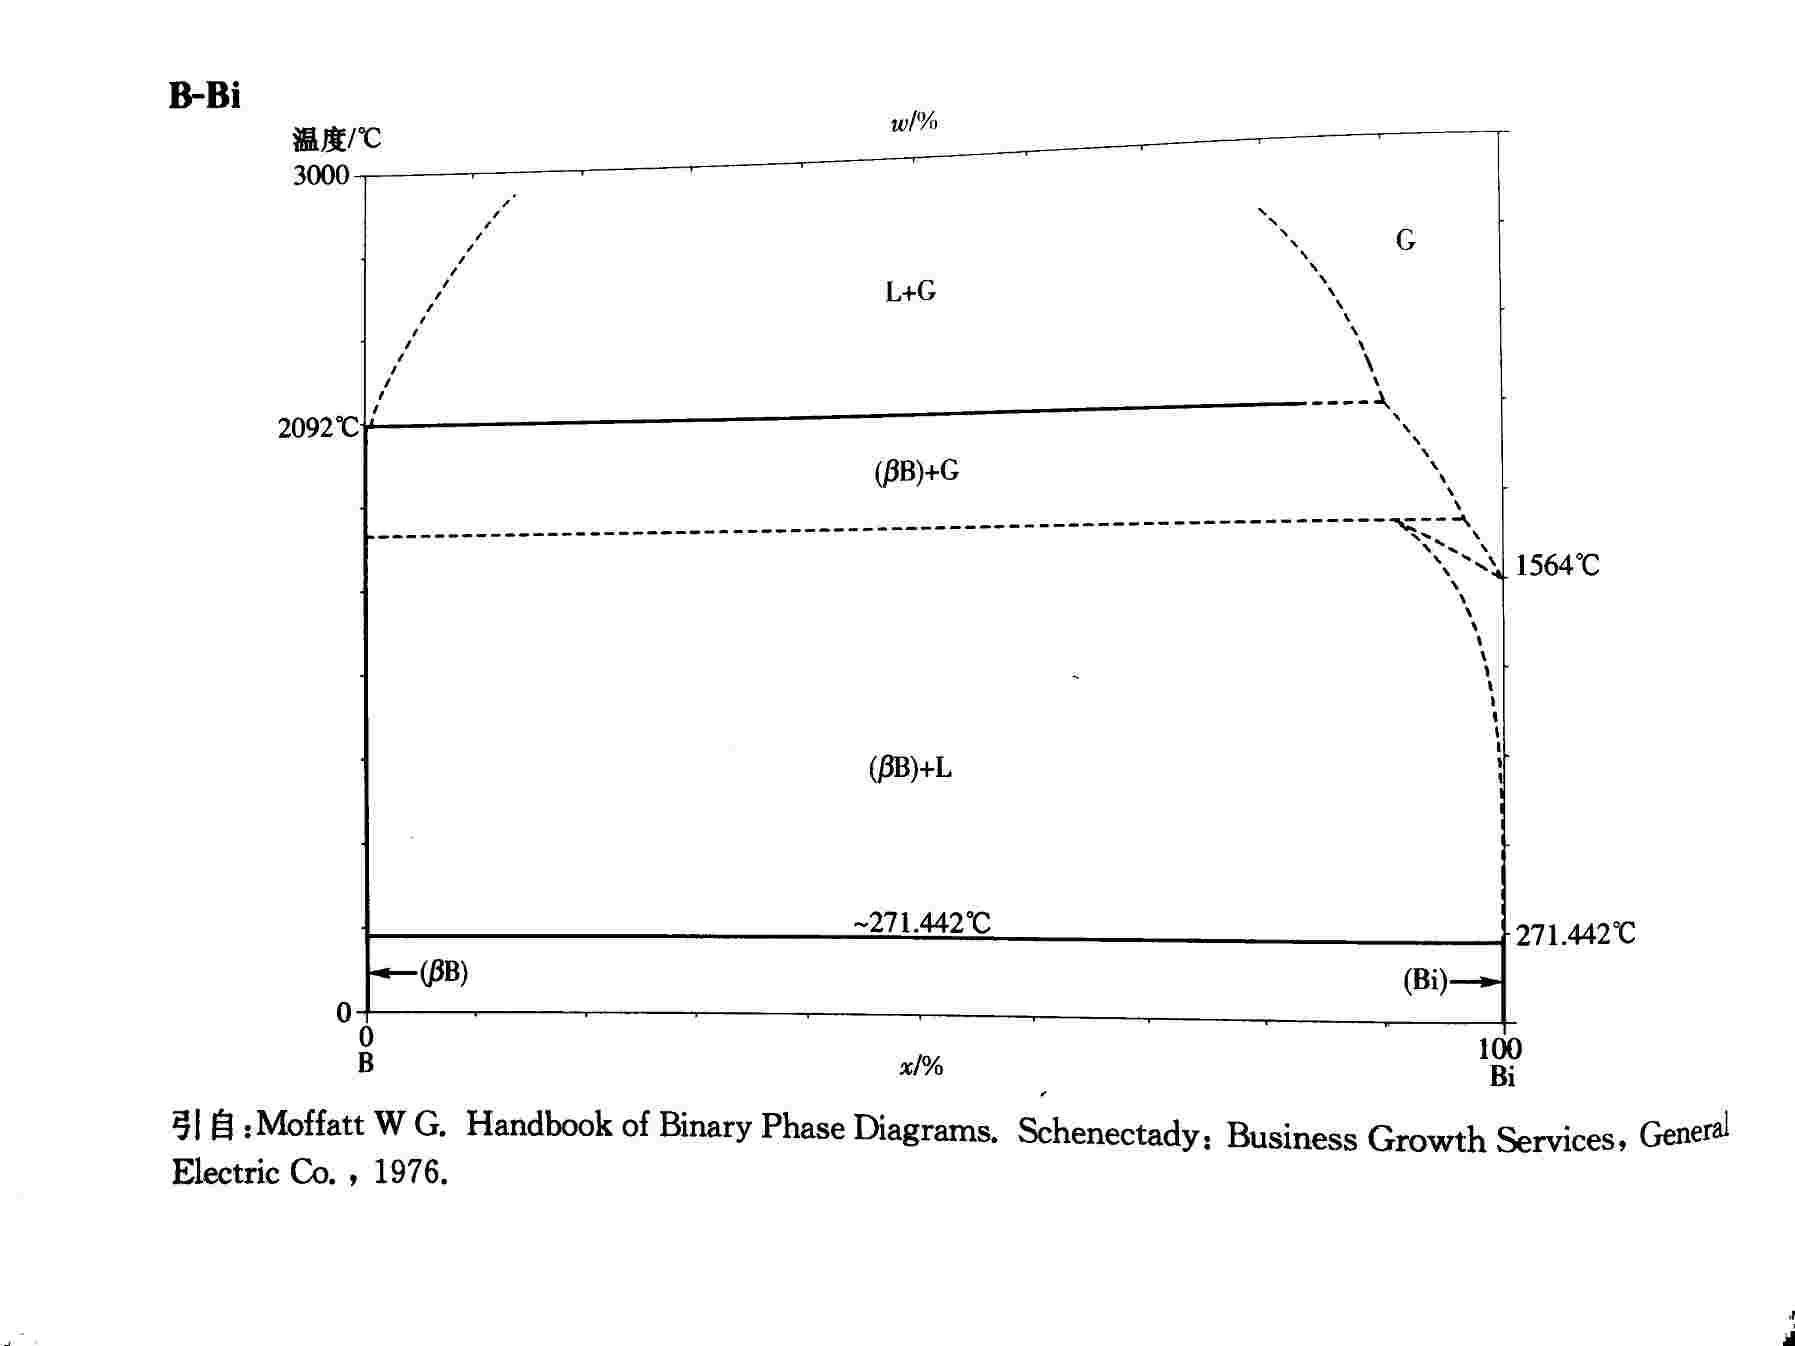 B-Bi
w/%
温度/℃
3000
G
L+G
2092℃
(βB)+G
1564℃
(βB)+L
~271.442℃
271.442℃
(βB)
(Bi)
0
0
100
B
x/%
Bi
引自:Moffatt W G. Handbook of Binary Phase Diagrams. Schenectady: Business Growth Services, General
Electric Co., 1976.